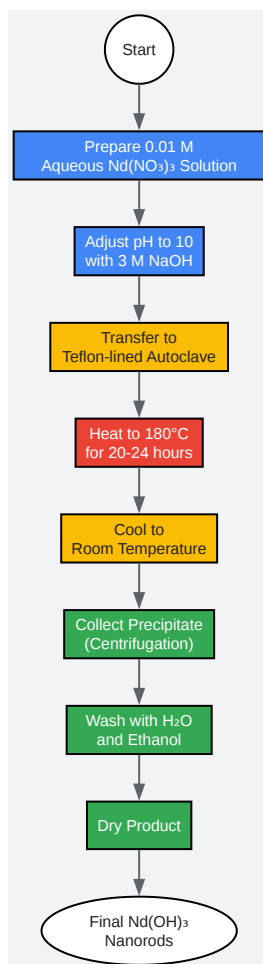 Start
Prepare 0.01 M
Aqueous Nd(NO₃)₃ Solution
Adjust pH to 10
with 3 M NaOH
Transfer to
Teflon-lined Autoclave
Heat to 180°C
for 20-24 hours
Cool to
Room Temperature
Collect Precipitate
(Centrifugation)
Wash with H₂O
and Ethanol
Dry Product
Final Nd(OH)₃
Nanorods